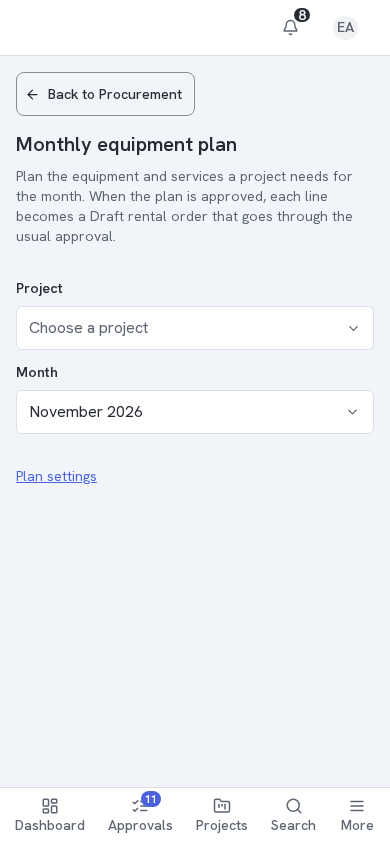 8
EA
Back to Procurement
Monthly equipment plan
Plan the equipment and services a project needs for
the month. When the plan is approved, each line
becomes a Draft rental order that goes through the
usual approval.
Project
Choose a project
Month
November 2026
Plan settings
11
Dashboard
Approvals
Projects
Search
More